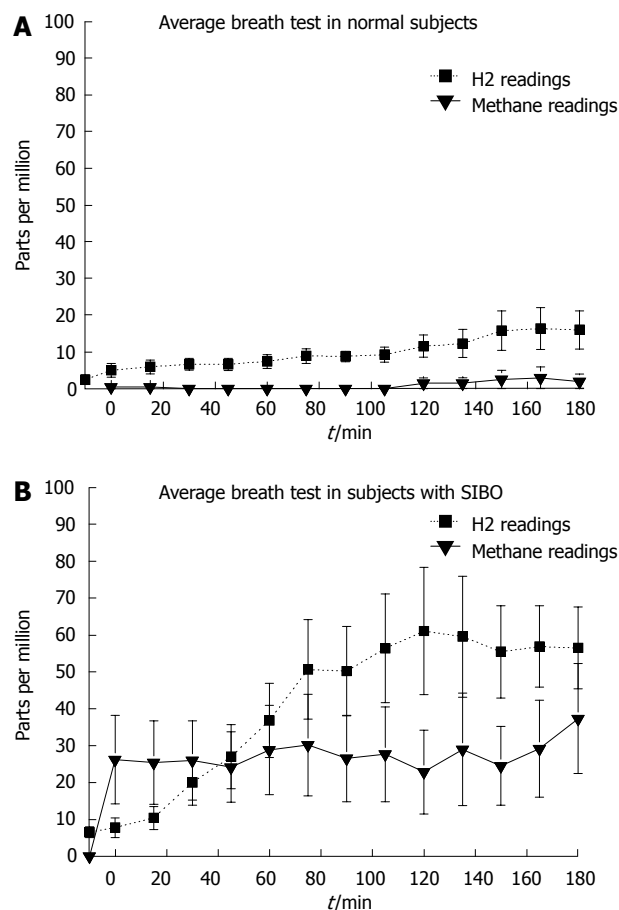 A
Average breath test in normal subjects
H2 readings
Methane readings
Parts per million
100
90
80
70
60
50
40
30
20
10
0
0 20 40 60 80 100 120 140 160 180
t/min
B
Average breath test in subjects with SIBO
H2 readings
Methane readings
Parts per million
100
90
80
70
60
50
40
30
20
10
0
0 20 40 60 80 100 120 140 160 180
t/min